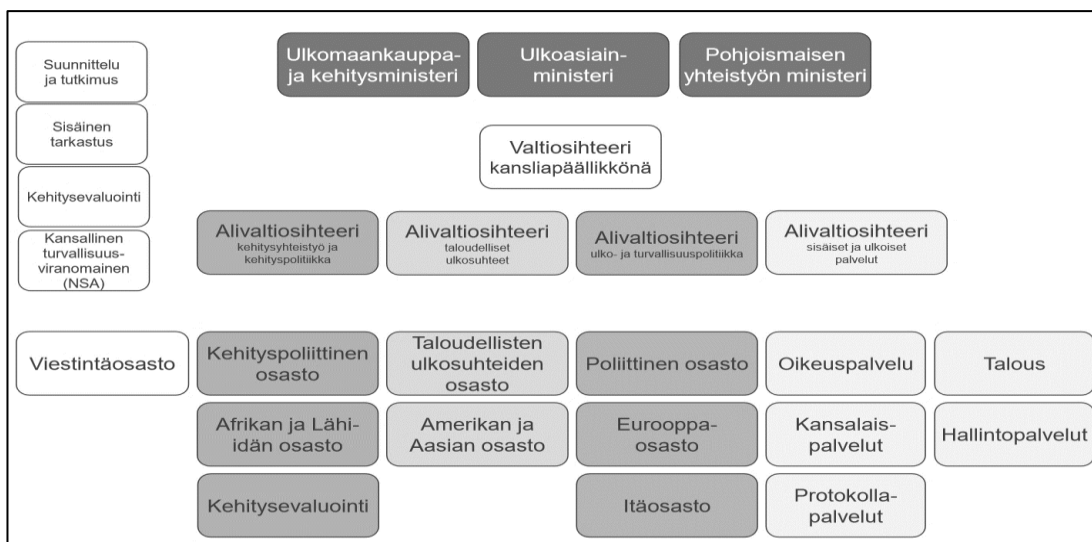 Suunnittelu
ja tutkimus
Sisäinen
tarkastus
Kehitysevaluointi
Kansallinen
turvallisuus-
viranomainen
(NSA)
Ulkomaankauppa-
ja kehitysministeri
Ulkoasiain-
ministeri
Pohjoismaisen
yhteistyön ministeri
Valtiosihteeri
kansliapäällikkönä
Alivaltiosihteeri
kehitysyhteistyö ja
kehityspolitiikka
Alivaltiosihteeri
taloudelliset
ulkosuhteet
Alivaltiosihteeri
ulko- ja turvallisuuspolitiikka
Alivaltiosihteeri
sisäiset ja ulkoiset
palvelut
Viestintäosasto
Kehityspoliittinen
osasto
Taloudellisten
ulkosuhteiden
osasto
Poliittinen osasto
Oikeuspalvelu
Talous
Afrikan ja Lähi-
idän osasto
Amerikan ja
Aasian osasto
Eurooppa-
osasto
Kansalais-
palvelut
Hallintopalvelut
Kehitysevaluointi
Itäosasto
Protokolla-
palvelut